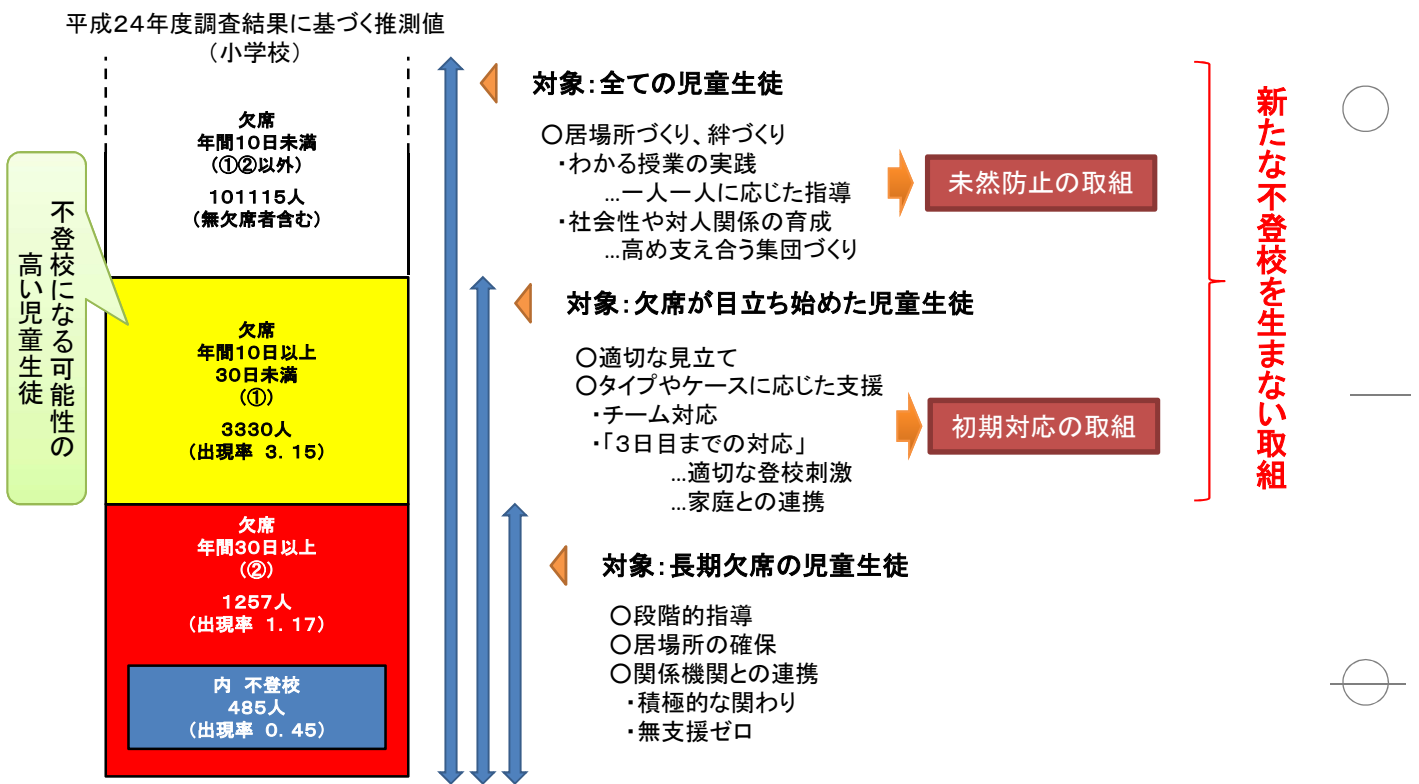 平成２４年度調査結果に基づく推測値
（小学校）
欠席
年間１０日未満
（①②以外）
１０１１１５人
（無欠席者含む）
不登校になる可能性の
高い児童生徒
欠席
年間１０日以上
３０日未満
（①）
３３３０人
（出現率 ３．１５）
欠席
年間３０日以上
（②）
１２５７人
（出現率 １．１７）
内 不登校
４８５人
（出現率 ０．４５）
対象：全ての児童生徒
○居場所づくり、絆づくり
・わかる授業の実践
…一人一人に応じた指導
・社会性や対人関係の育成
…高め支え合う集団づくり
未然防止の取組
対象：欠席が目立ち始めた児童生徒
○適切な見立て
○タイプやケースに応じた支援
・チーム対応
・「３日目までの対応」
…適切な登校刺激
…家庭との連携
初期対応の取組
対象：長期欠席の児童生徒
○段階的指導
○居場所の確保
○関係機関との連携
・積極的な関わり
・無支援ゼロ
新たな不登校を生まない取組